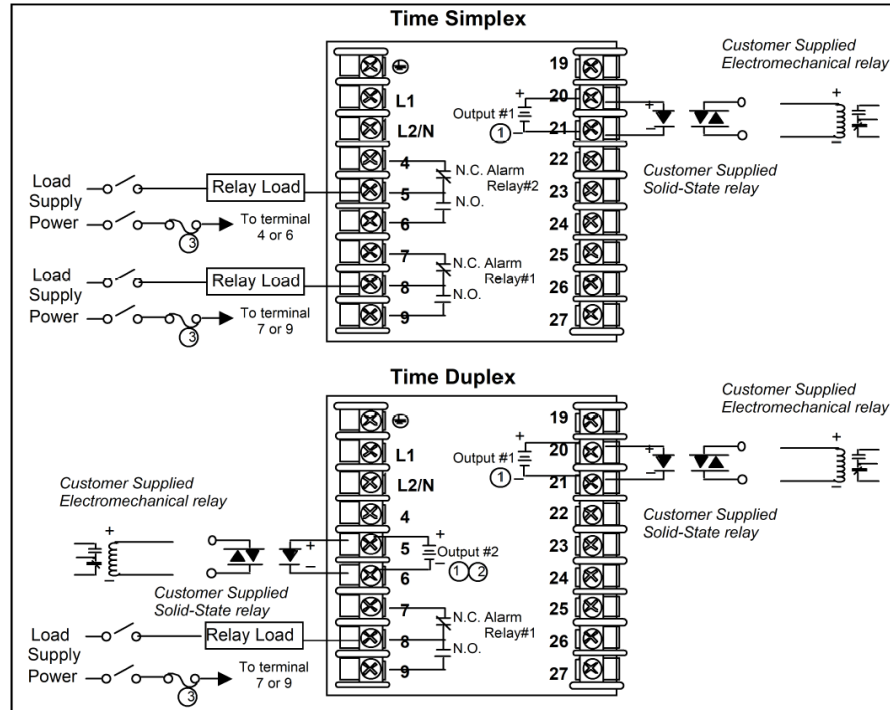 Time Simplex
Customer Supplied
Electromechanical relay
19
L1
20
+
Output #1
+
+
L2/N
1
−
21
−
−
4
22
N.C. Alarm
Relay#2
Customer Supplied
Solid-State relay
Load
Supply
Power
Relay Load
5
N.O.
23
3
To terminal
4 or 6
6
24
7
25
N.C. Alarm
Relay#1
Load
Supply
Power
Relay Load
8
N.O.
26
3
To terminal
7 or 9
9
27
Time Duplex
Customer Supplied
Electromechanical relay
19
L1
20
+
Output #1
+
+
L2/N
1
−
21
−
−
Customer Supplied
Electromechanical relay
4
22
Customer Supplied
Solid-State relay
+
+
5
+
Output #2
23
−
−
6
−
1 2
24
Customer Supplied
Solid-State relay
7
25
N.C. Alarm
Relay#1
Load
Supply
Power
Relay Load
8
N.O.
26
3
To terminal
7 or 9
9
27